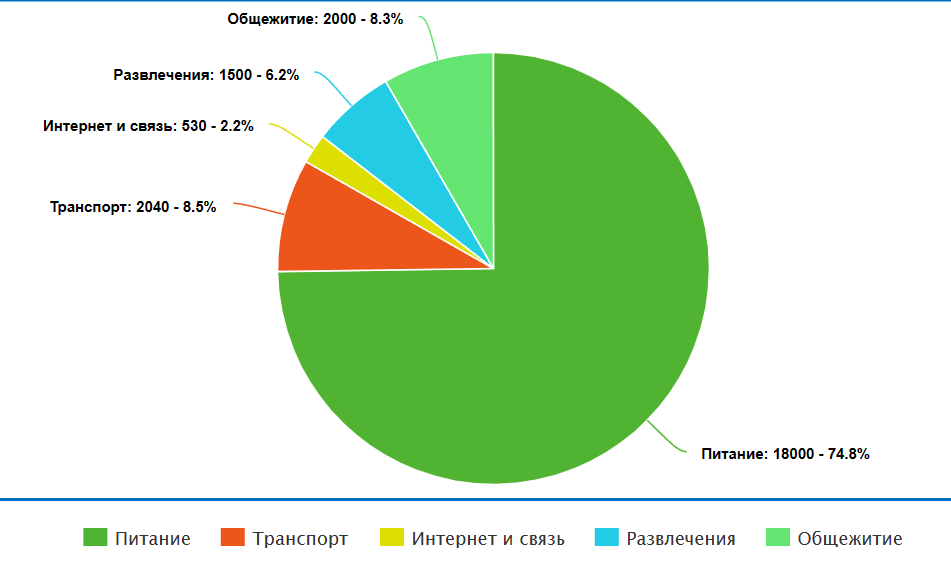 Общежитие: 2000 - 8.3%
Развлечения: 1500 - 6.2%
Интернет и связь: 530 - 2.2%
Транспорт: 2040 - 8.5%
Питание: 18000 - 74.8%
Питание
Транспорт
Интернет и связь
Развлечения
Общежитие